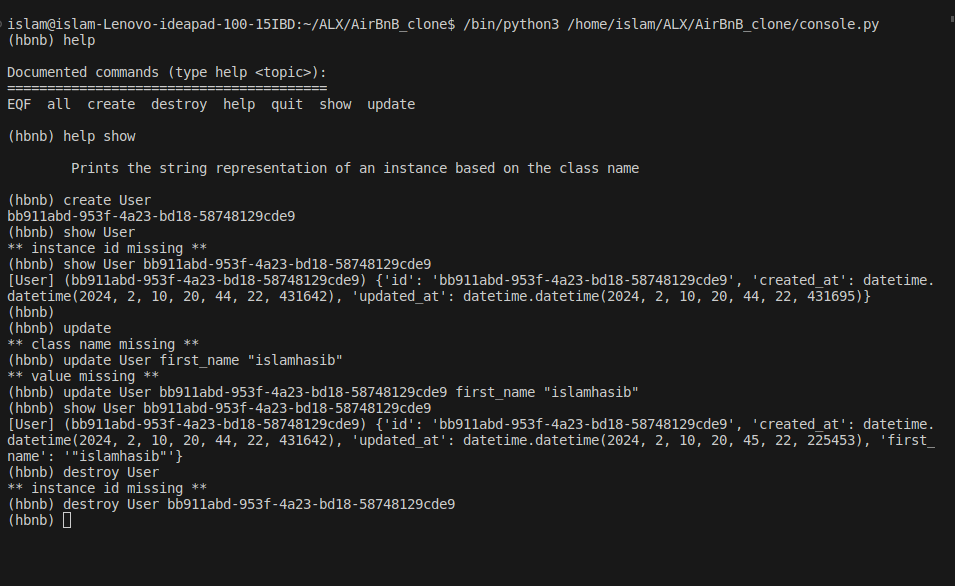 islam@islam-Lenovo-ideapad-100-15IBD:~/ALX/AirBnB_clone$ /bin/python3 /home/islam/ALX/AirBnB_clone/console.py
(hbnb) help
Documented commands (type help <topic>):
========================================
EQF  all  create  destroy  help  quit  show  update
(hbnb) help show
        Prints the string representation of an instance based on the class name
(hbnb) create User
bb911abd-953f-4a23-bd18-58748129cde9
(hbnb) show User
** instance id missing **
(hbnb) show User bb911abd-953f-4a23-bd18-58748129cde9
[User] (bb911abd-953f-4a23-bd18-58748129cde9) {'id': 'bb911abd-953f-4a23-bd18-58748129cde9', 'created_at': datetime.
datetime(2024, 2, 10, 20, 44, 22, 431642), 'updated_at': datetime.datetime(2024, 2, 10, 20, 44, 22, 431695)}
(hbnb)
(hbnb) update
** class name missing **
(hbnb) update User first_name "islamhasib"
** value missing **
(hbnb) update User bb911abd-953f-4a23-bd18-58748129cde9 first_name "islamhasib"
(hbnb) show User bb911abd-953f-4a23-bd18-58748129cde9
[User] (bb911abd-953f-4a23-bd18-58748129cde9) {'id': 'bb911abd-953f-4a23-bd18-58748129cde9', 'created_at': datetime.
datetime(2024, 2, 10, 20, 44, 22, 431642), 'updated_at': datetime.datetime(2024, 2, 10, 20, 45, 22, 225453), 'first_
name': '"islamhasib"'}
(hbnb) destroy User
** instance id missing **
(hbnb) destroy User bb911abd-953f-4a23-bd18-58748129cde9
(hbnb)